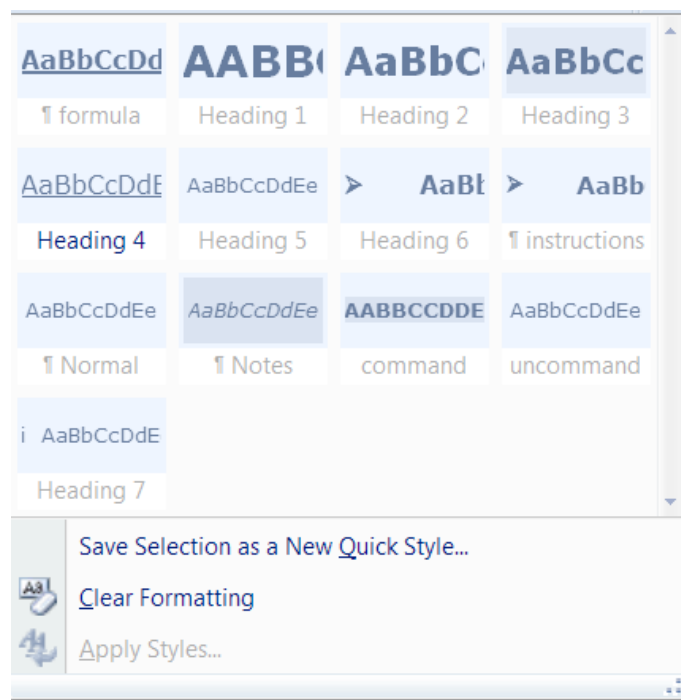 AaBbCcDd AABB( AaBbC AaBbCc
¶ formula Heading 1 Heading 2 Heading 3
AaBbCcDdE AaBbCcDdEe ➢ AaBb ➢ AaBb
Heading 4 Heading 5 Heading 6 ¶ instructions
AaBbCcDdEe AaBbCcDdEe AABBCCDDE AaBbCcDdEe
¶ Normal ¶ Notes command uncommand
i AaBbCcDdE
Heading 7
Save Selection as a New Quick Style...
Aa
Clear Formatting
Apply Styles...